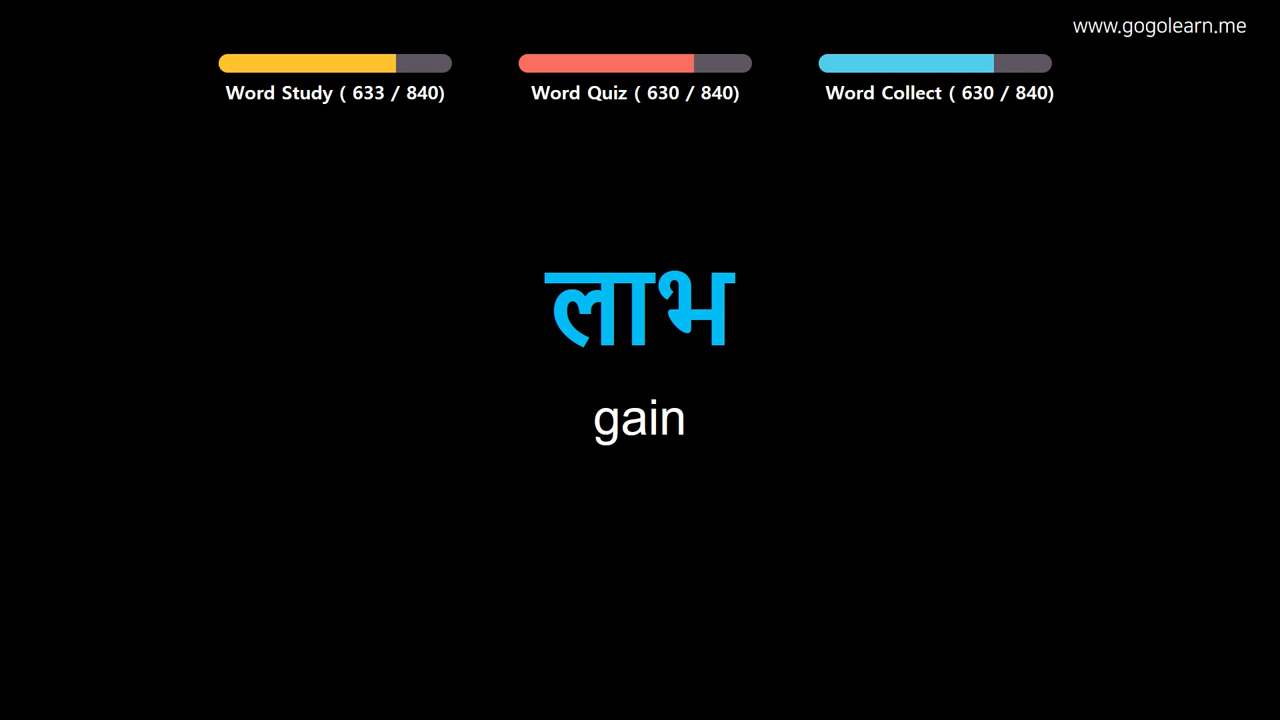 www.gogolearn.me
Word Study ( 633 / 840)
Word Quiz ( 630 / 840)
Word Collect ( 630 / 840)
लाभ
gain